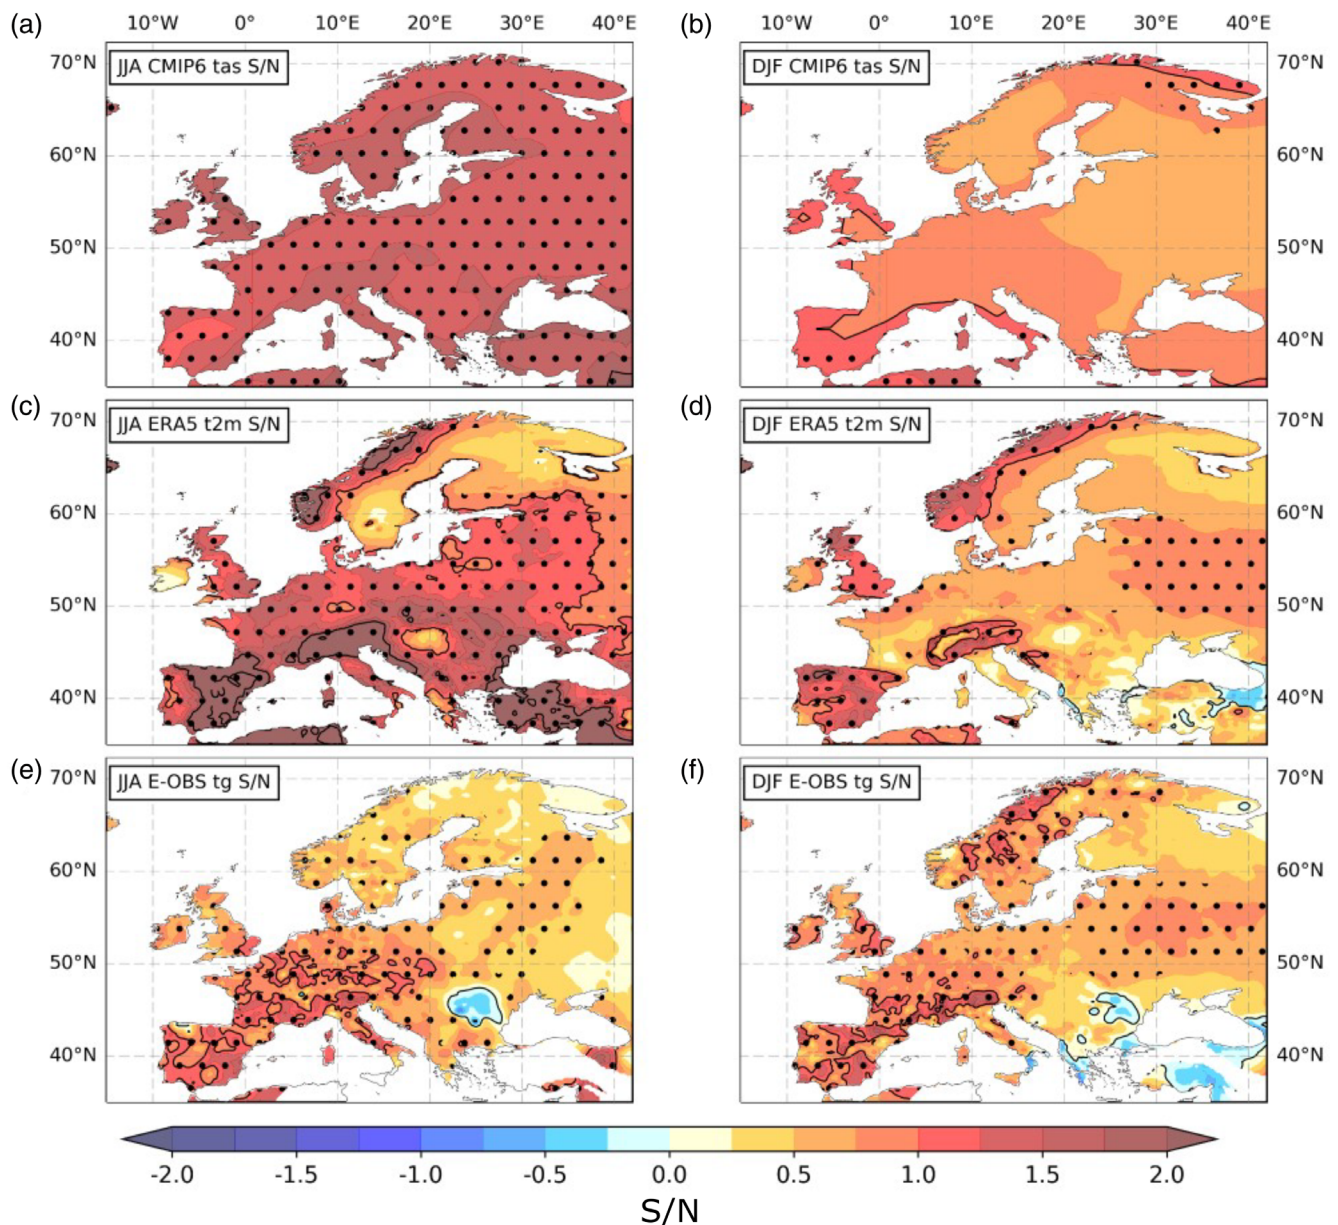 (a) 10°W 0° 10°E 20°E 30°E 40°E (b) 10°W 0° 10°E 20°E 30°E 40°E
70°N JJA CMIP6 tas S/N DJF CMIP6 tas S/N 70°N
60°N 60°N
50°N 50°N
40°N 40°N
(c) (d)
70°N JJA ERA5 t2m S/N DJF ERA5 t2m S/N 70°N
60°N 60°N
50°N 50°N
40°N 40°N
(e) (f)
70°N JJA E-OBS tg S/N DJF E-OBS tg S/N 70°N
60°N 60°N
50°N 50°N
40°N 40°N
-2.0 -1.5 -1.0 -0.5 0.0 0.5 1.0 1.5 2.0
S/N